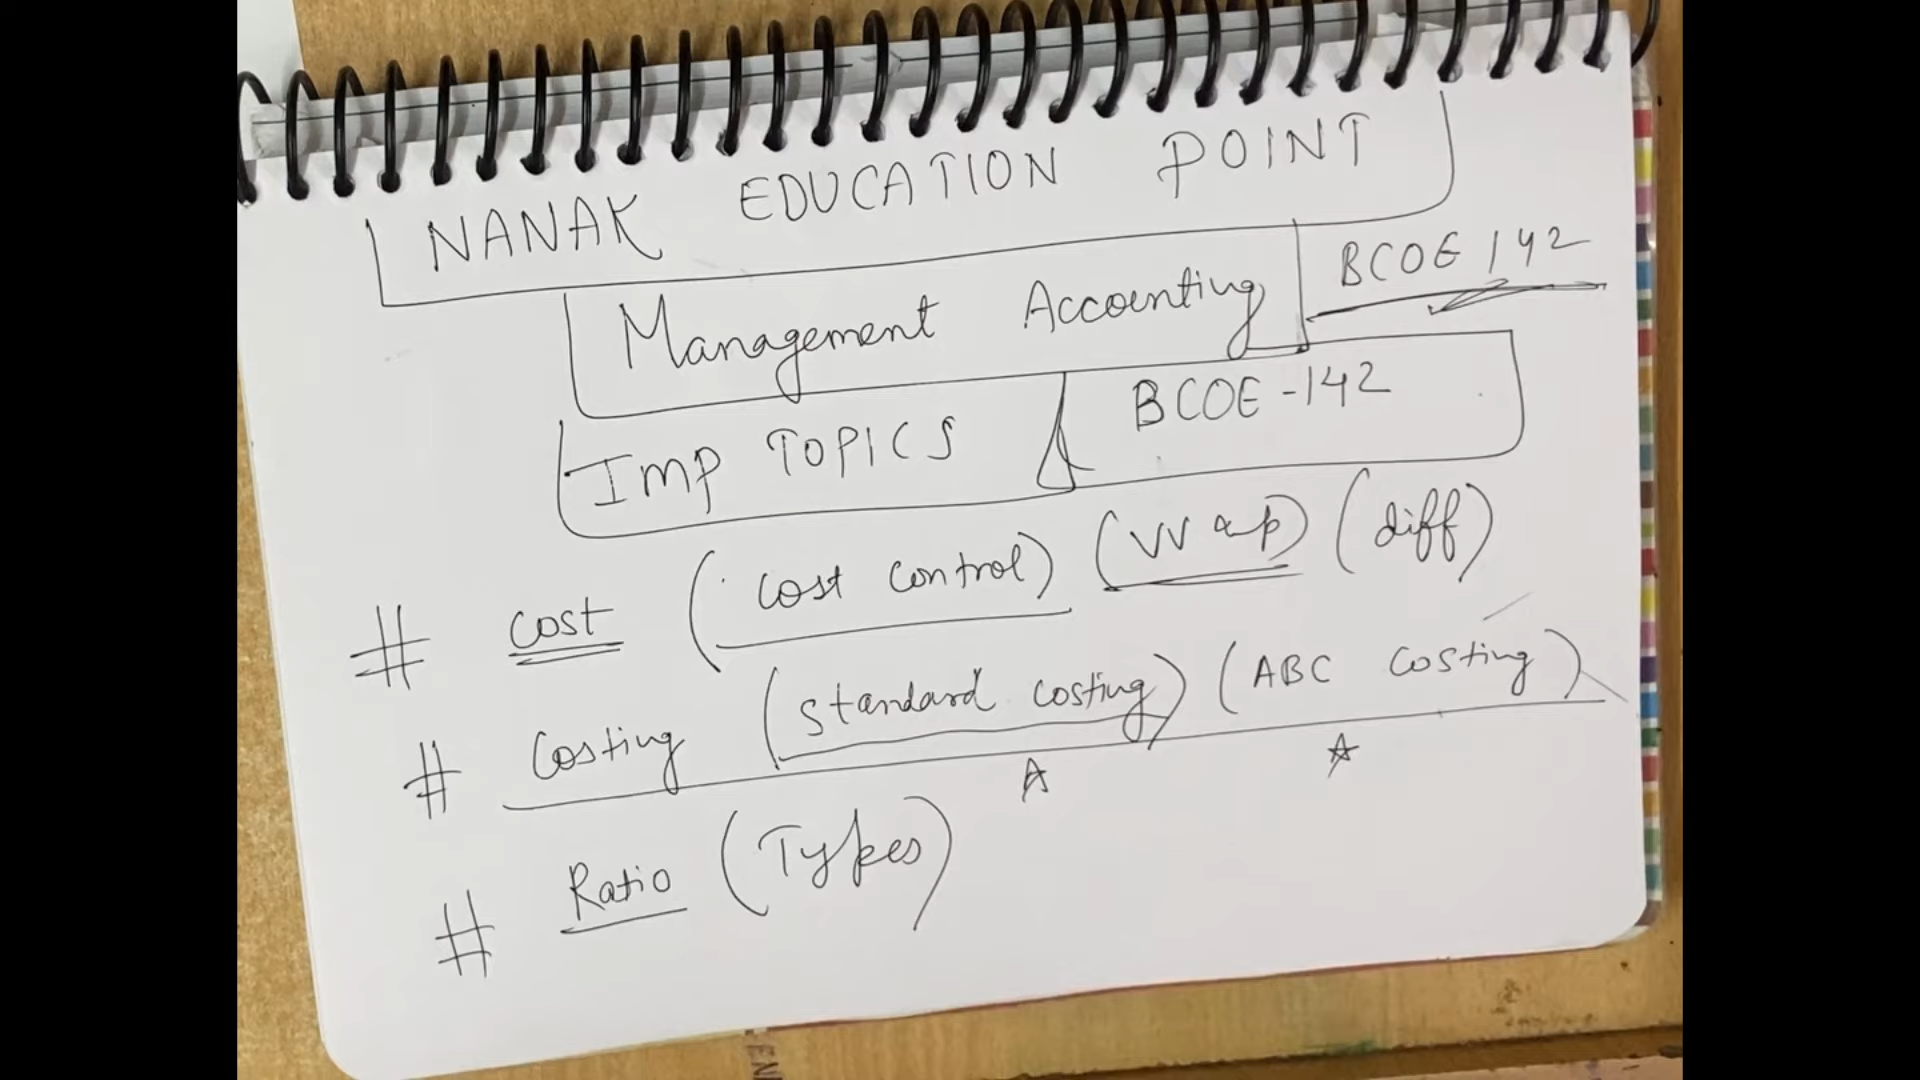 NANAK EDUCATION POINT
Management Accounting BCOE 142
IMP TOPICS BCOE-142
# Cost (Cost control) (VV imp) (diff)
# Costing (Standard costing) (ABC Costing)
# Ratio (Types)